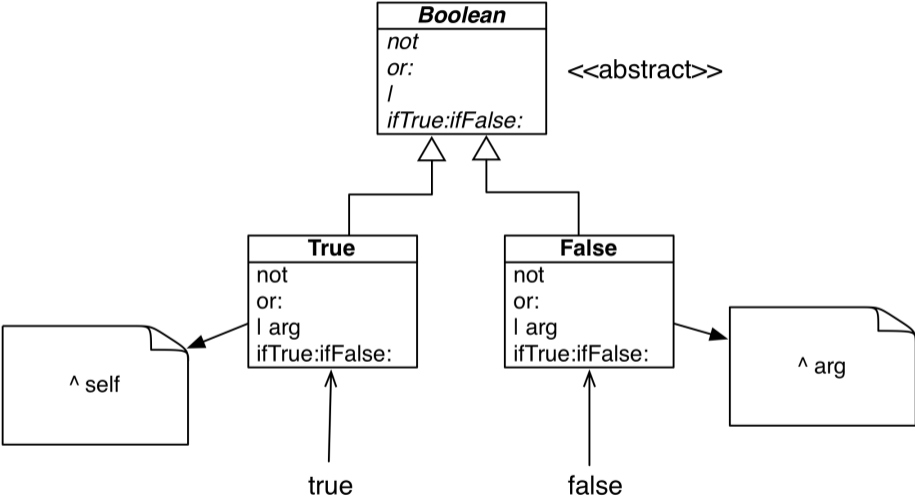 Boolean
not
or:
|
ifTrue:ifFalse:
<<abstract>>
True
not
or:
| arg
ifTrue:ifFalse:
False
not
or:
| arg
ifTrue:ifFalse:
^ self
^ arg
true
false